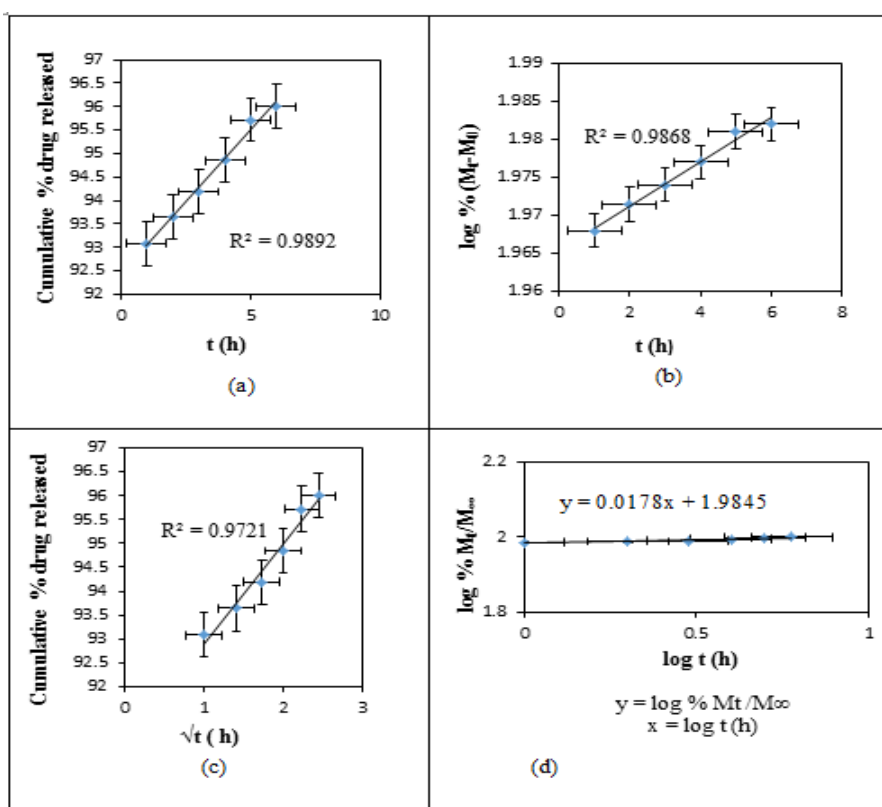 97
96.5
96
95.5
95
94.5
94
93.5
93
92.5
92
Cumulative % drug released
R² = 0.9892
0 5 10
t (h)
(a)
1.99
1.985
1.98
1.975
1.97
1.965
1.96
log % (Mt-M0)
R² = 0.9868
0 2 4 6 8
t (h)
(b)
97
96.5
96
95.5
95
94.5
94
93.5
93
92.5
92
Cumulative % drug released
R² = 0.9721
0 1 2 3
√t ( h)
(c)
2.2
2
1.8
log % Mt/M∞
y = 0.0178x + 1.9845
0 0.5 1
log t (h)
y = log % Mt /M∞
x = log t (h)
(d)